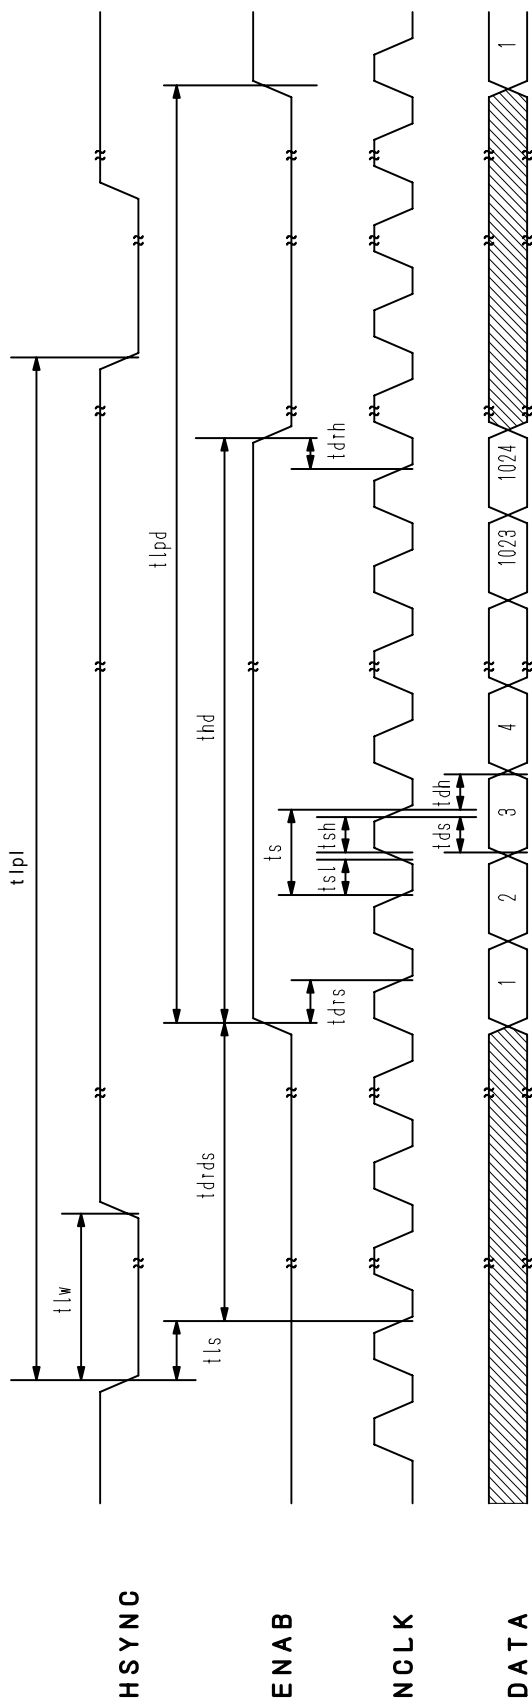 tlpl
HSYNC
tlw
tls
tlpd
tdrds
thd
ENAB
tdrs
ts
tsl
tsh
tdrh
NCLK
tds
tdh
DATA
1
2
3
4
1023
1024
1